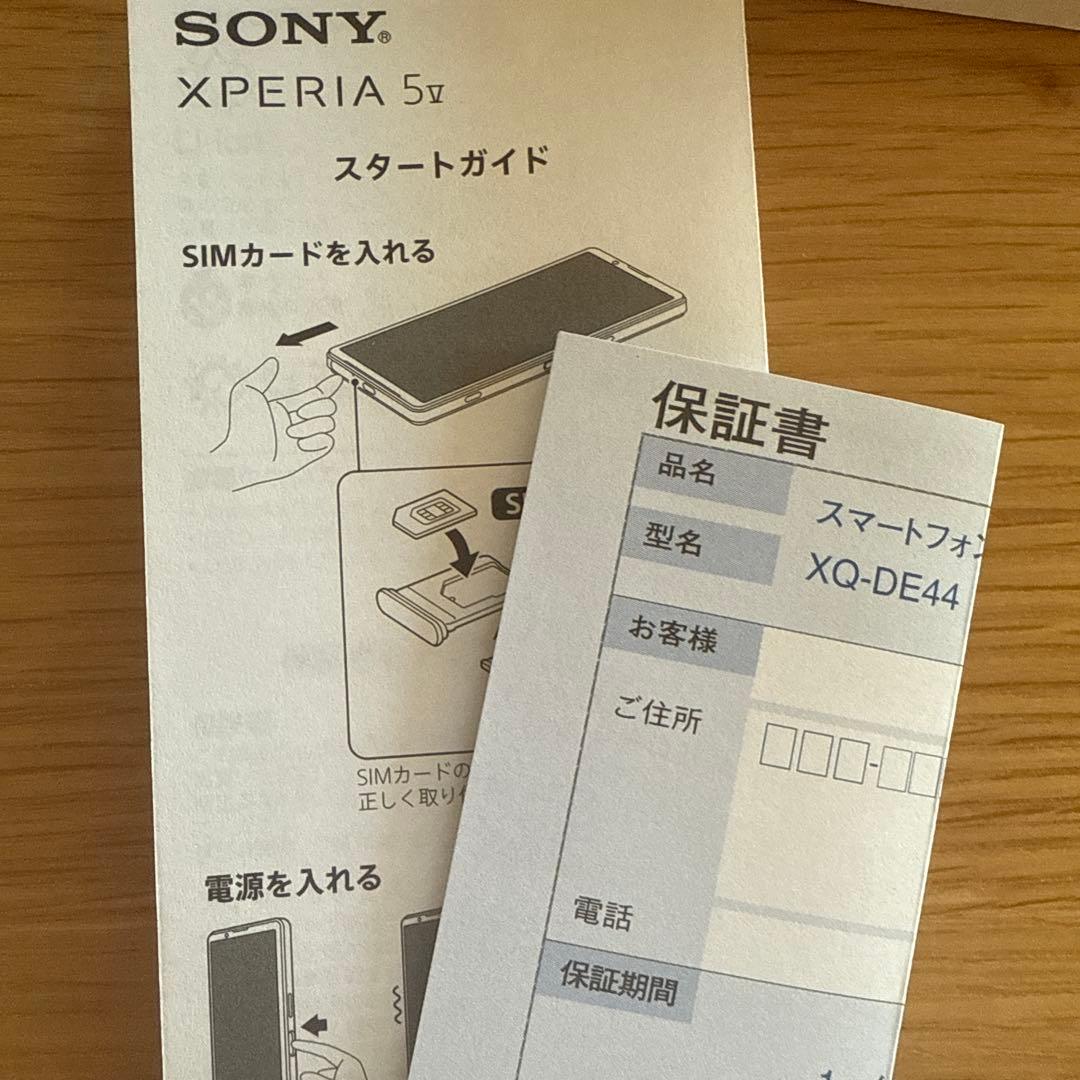 SONY®
XPERIA 5 V
スタートガイド
SIMカードを入れる
SIMカードの
正しく取り
電源を入れる
保証書
品名
スマートフォン
型名
XQ-DE44
お客様
ご住所
電話
保証期間